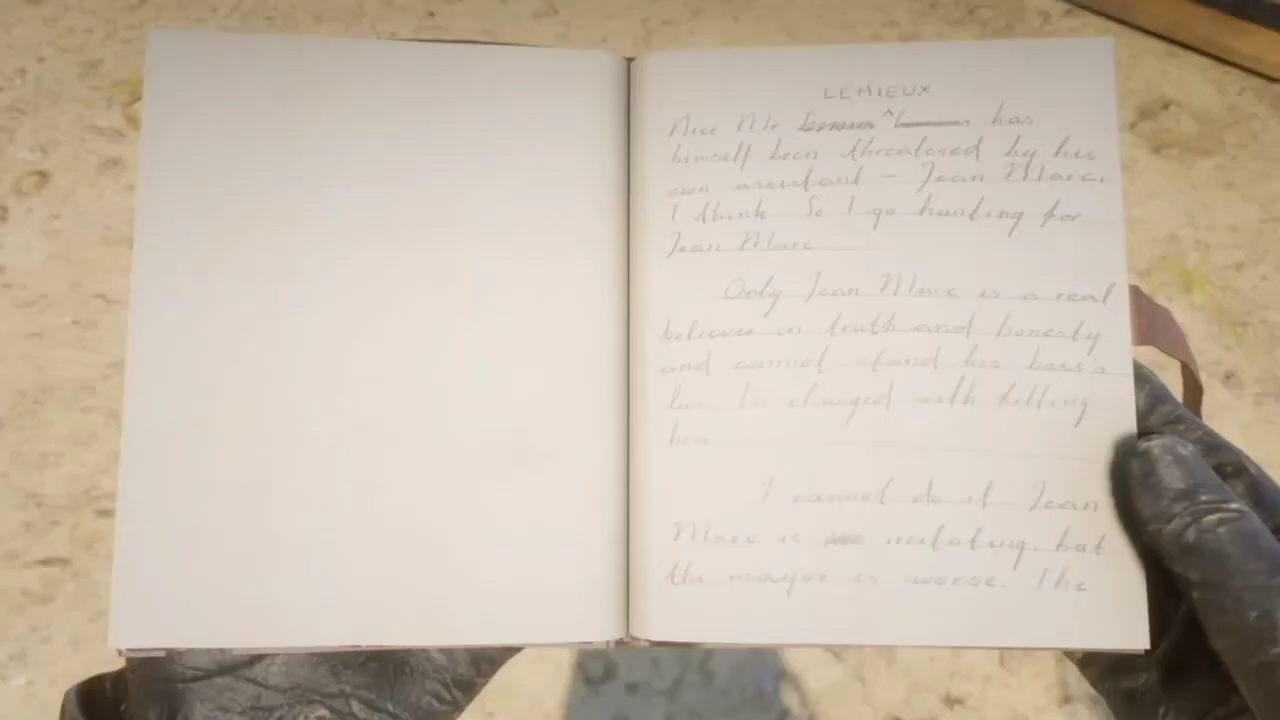 LEMIEUX
Nice Mr ^ has
himself been threatened by his
own assistant - Jean Marc,
I think. So I go hunting for
Jean Marc
Only Jean Marc is a real
believer in truth and honesty
and cannot stand his boss's
lies. I'm charged with killing
him
I cannot do it Jean
Marc is irritating, but
the mayor is worse. The